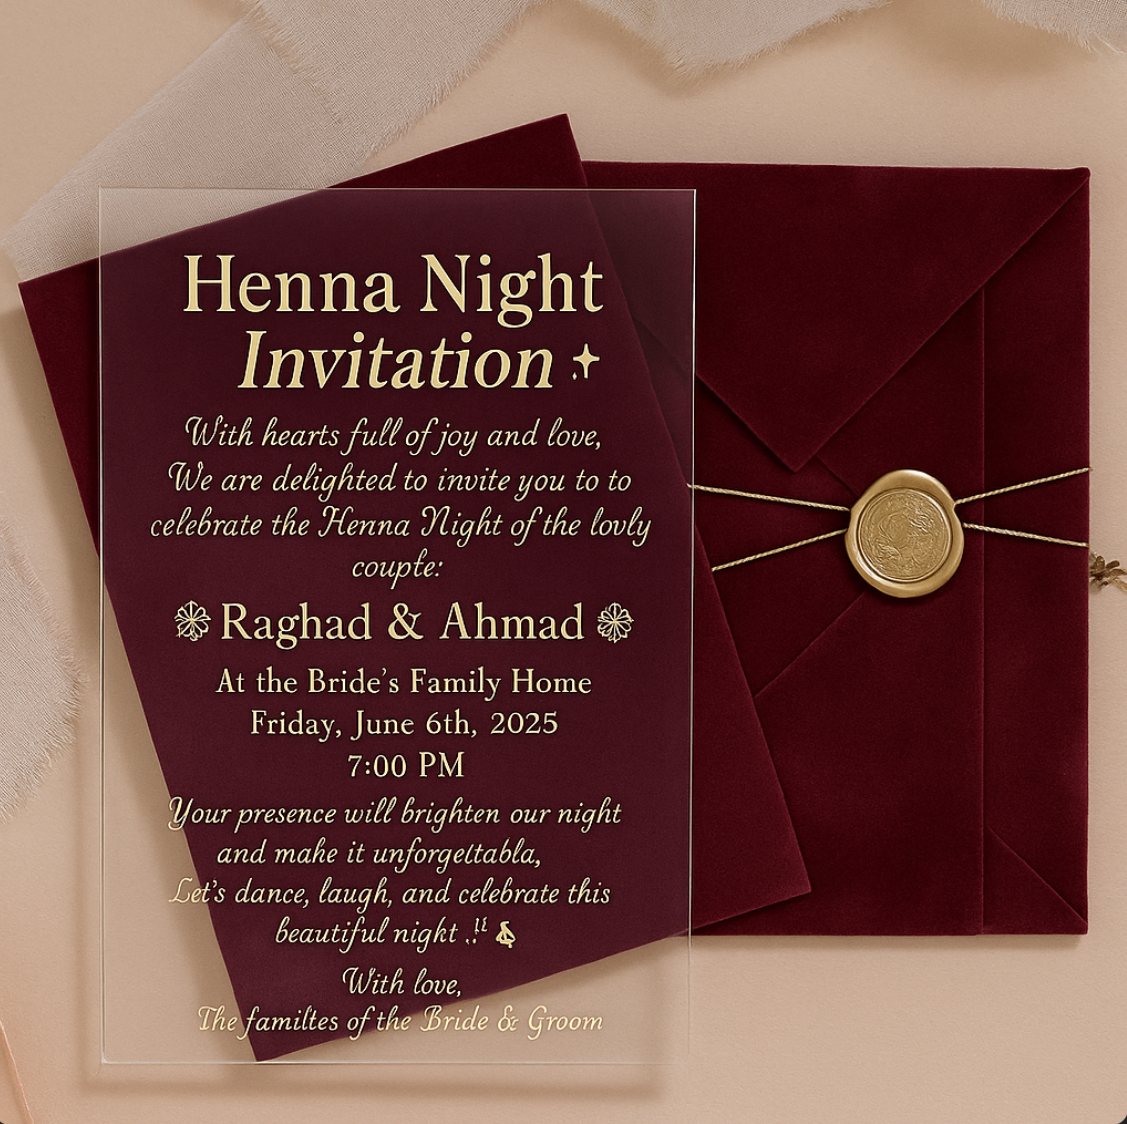 Henna Night
Invitation
With hearts full of joy and love,
We are delighted to invite you to to
celebrate the Henna Night of the lovly
coupte:
Raghad & Ahmad
At the Bride's Family Home
Friday, June 6th, 2025
7:00 PM
Your presence will brighten our night
and make it unforgettabla,
Let's dance, laugh, and celebrate this
beautiful night
With love,
The familtes of the Bride & Groom